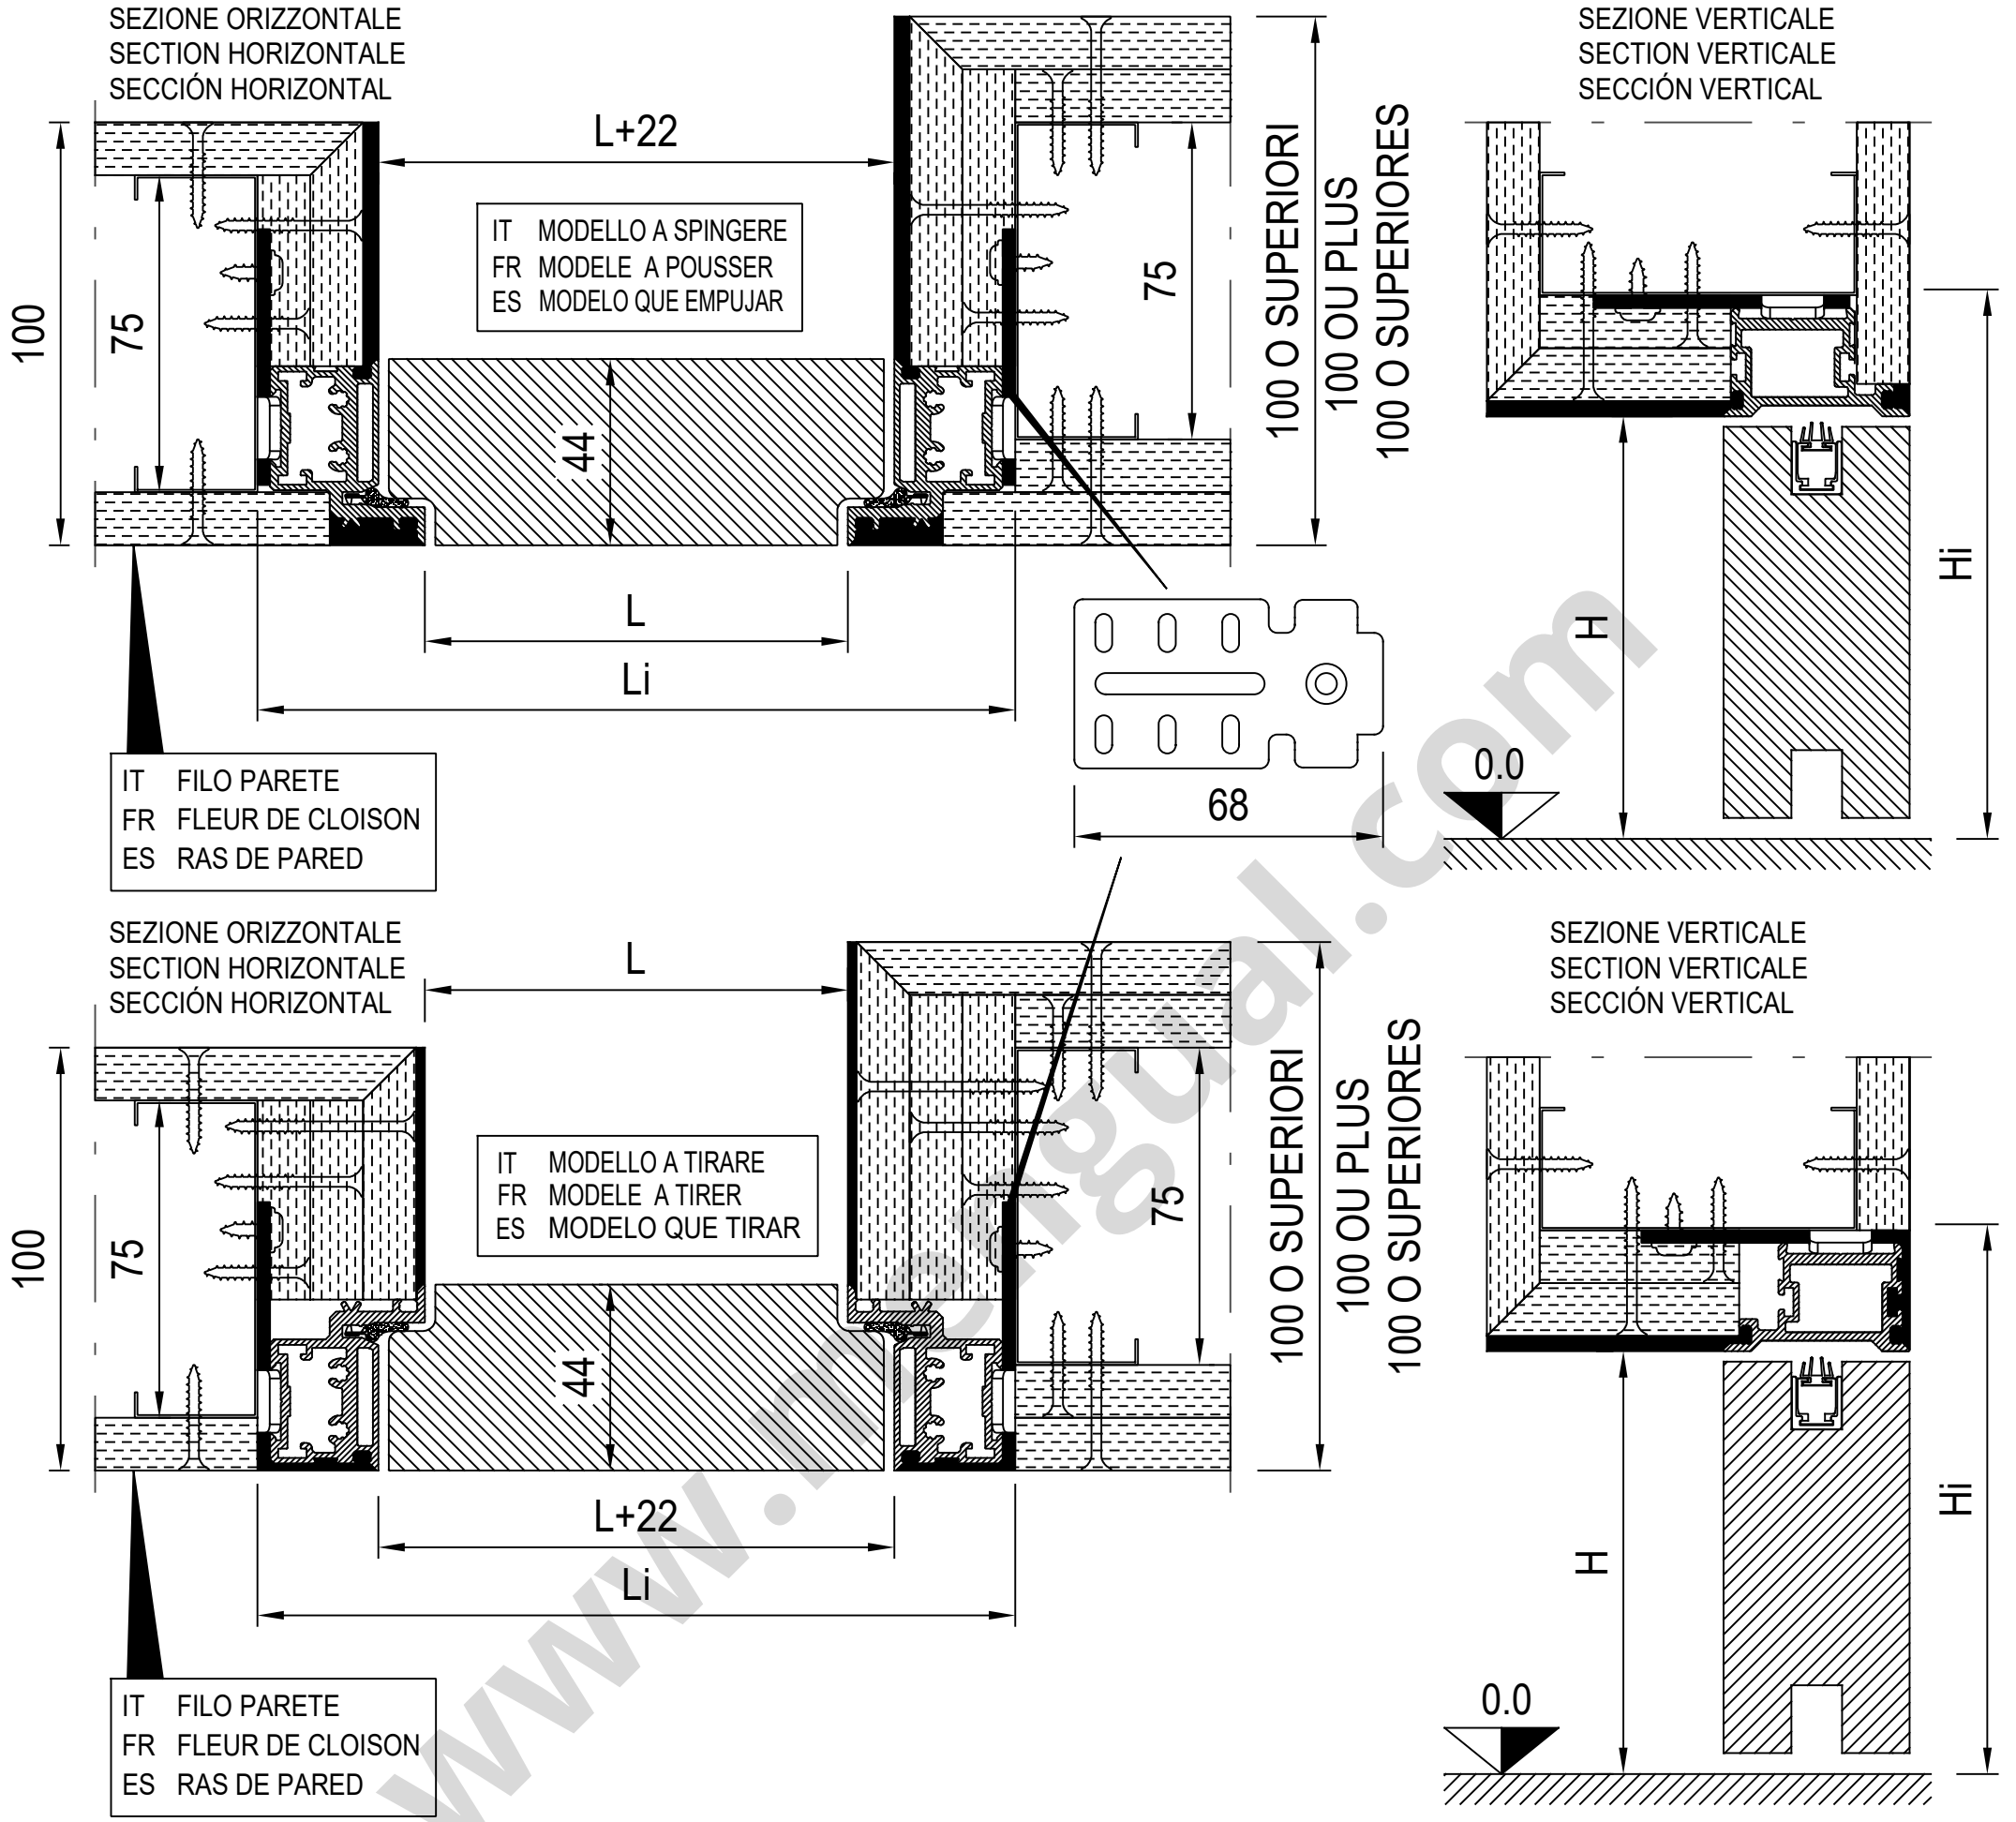 SEZIONE ORIZZONTALE
SECTION HORIZONTALE
SECCIÓN HORIZONTAL
SEZIONE VERTICALE
SECTION VERTICALE
SECCIÓN VERTICAL
L+22
IT MODELLO A SPINGERE
FR MODELE A POUSSER
ES MODELO QUE EMPUJAR
100
75
44
75
100 O SUPERIORI
100 OU PLUS
100 O SUPERIORES
L
Li
H
Hi
68
0.0
IT FILO PARETE
FR FLEUR DE CLOISON
ES RAS DE PARED
SEZIONE ORIZZONTALE
SECTION HORIZONTALE
SECCIÓN HORIZONTAL
SEZIONE VERTICALE
SECTION VERTICALE
SECCIÓN VERTICAL
L
IT MODELLO A TIRARE
FR MODELE A TIRER
ES MODELO QUE TIRAR
100
75
44
75
100 O SUPERIORI
100 OU PLUS
100 O SUPERIORES
L+22
Li
H
Hi
0.0
IT FILO PARETE
FR FLEUR DE CLOISON
ES RAS DE PARED
www.mengual.com